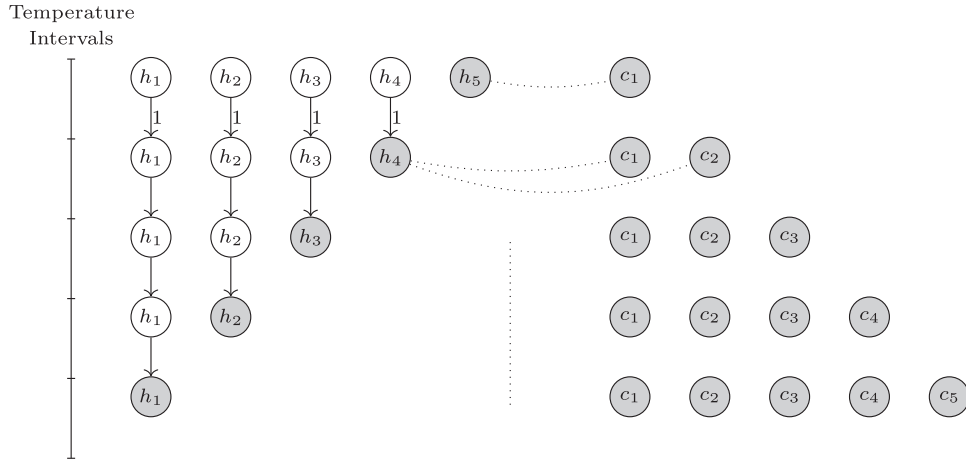 Temperature
Intervals
h₁ h₂ h₃ h₄ h₅ c₁
1 1 1 1
h₁ h₂ h₃ h₄ c₁ c₂
h₁ h₂ h₃ c₁ c₂ c₃
h₁ h₂ c₁ c₂ c₃ c₄
h₁ c₁ c₂ c₃ c₄ c₅